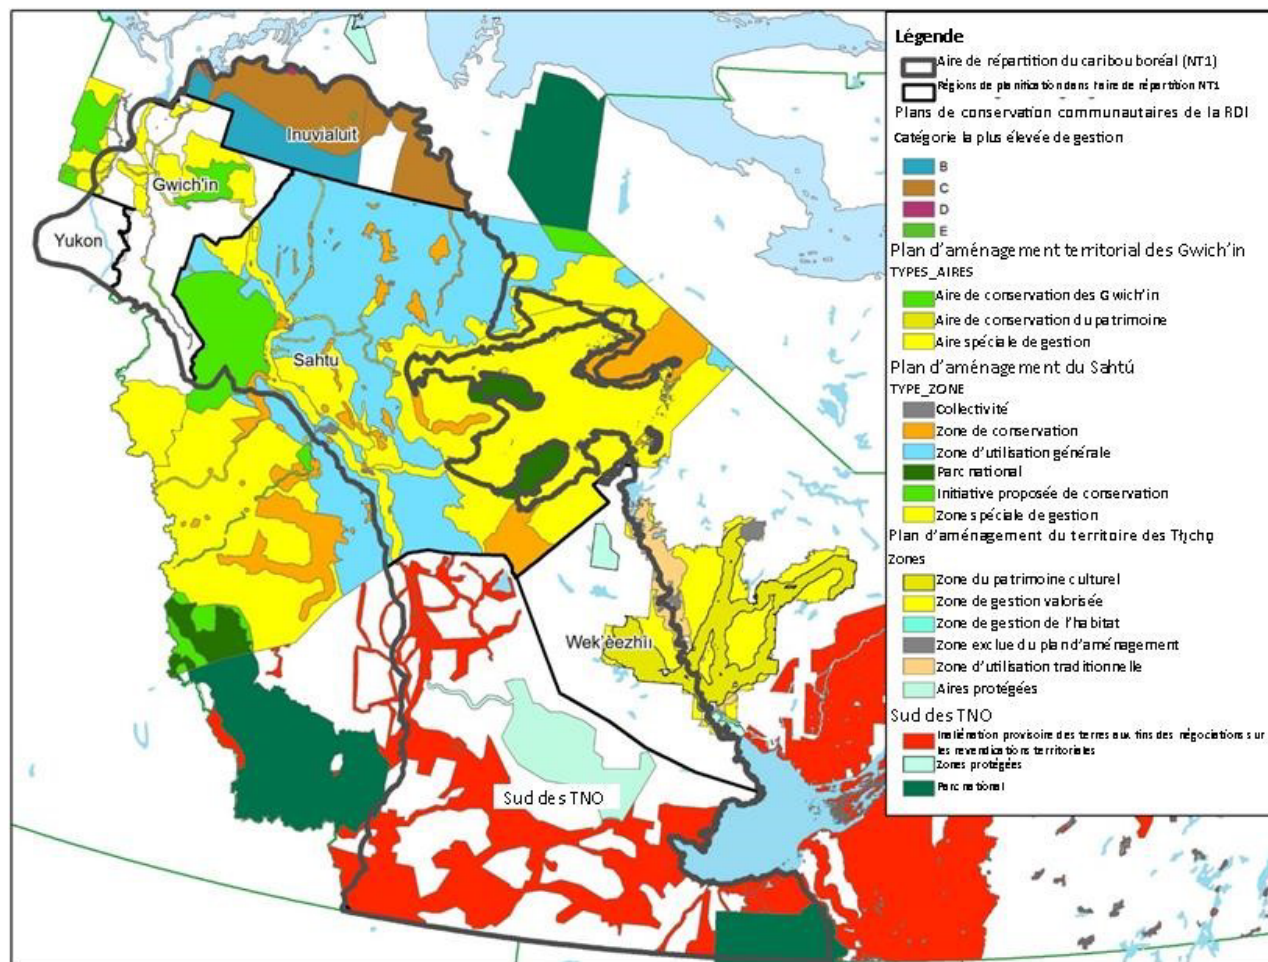 Inuvialuit
Gwich'in
Yukon
Sahtu
Wek'èezhìi
Sud des TNO
Légende
Aire de répartition du caribou boréal (NT1)
Régions de planification dans l'aire de répartition NT1
Plans de conservation communautaires de la RDI
Catégorie la plus élevée de gestion
B
C
D
E
Plan d'aménagement territorial des Gwich'in
TYPES_AIRES
Aire de conservation des Gwich'in
Aire de conservation du patrimoine
Aire spéciale de gestion
Plan d'aménagement du Sahtú
TYPE_ZONE
Collectivité
Zone de conservation
Zone d'utilisation générale
Parc national
Initiative proposée de conservation
Zone spéciale de gestion
Plan d'aménagement du territoire des Tłı̨chǫ
Zones
Zone du patrimoine culturel
Zone de gestion valorisée
Zone de gestion de l'habitat
Zone exclue du plan d'aménagement
Zone d'utilisation traditionnelle
Aires protégées
Sud des TNO
Inaliénation provisoire des terres aux fins des négociations sur
les revendications territoriales
Zones protégées
Parc national